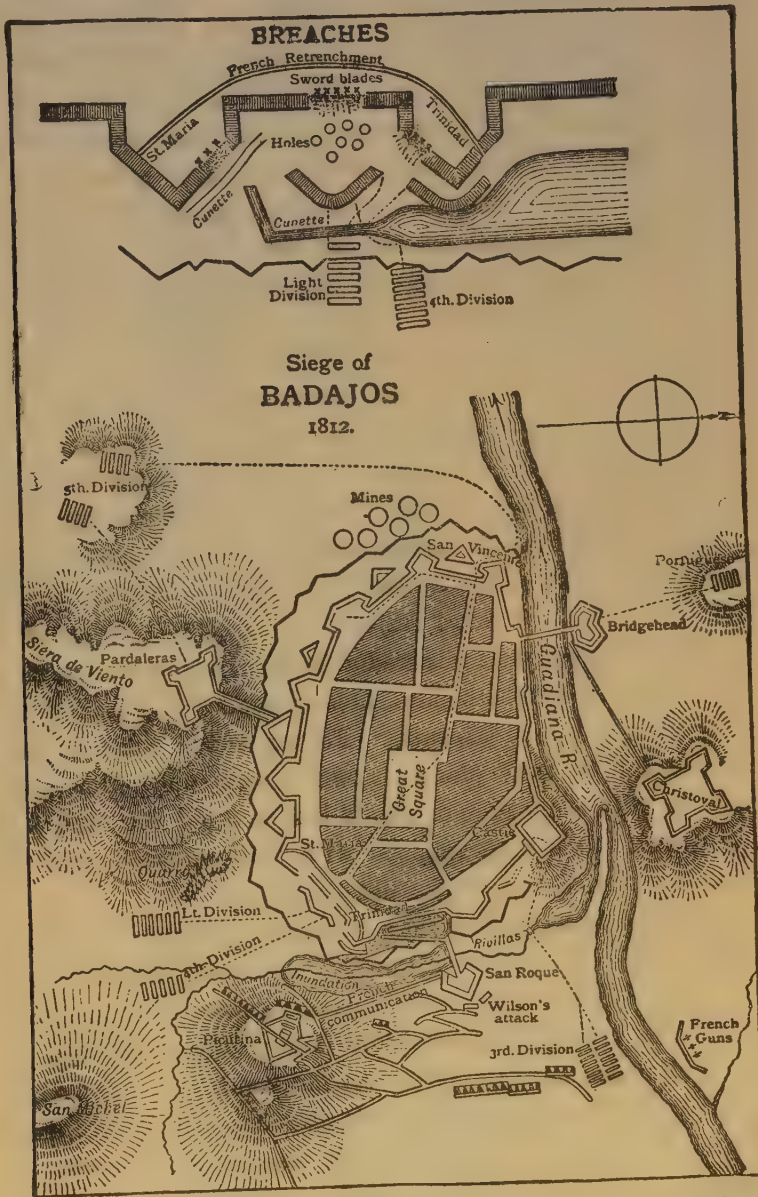 BREACHES
French Retrenchment
Sword blades
St. Maria
Trinidad
Holes
Cunette
Cunette
Light
Division
4th. Division
Siege of
BADAJOS
1812.
N
5th. Division
Mines
San Vincente
Portuguese
Bridgehead
Siera de Viento
Pardaleras
Guadiana R
Christoval
Great
Square
St. Maria
Castle
Quarry
Trinidad
Lt. Division
4th. Division
Rivillas
Inundation
French
communication
San Roque
Wilson's
attack
Picurina
3rd. Division
French
Guns
San Michel